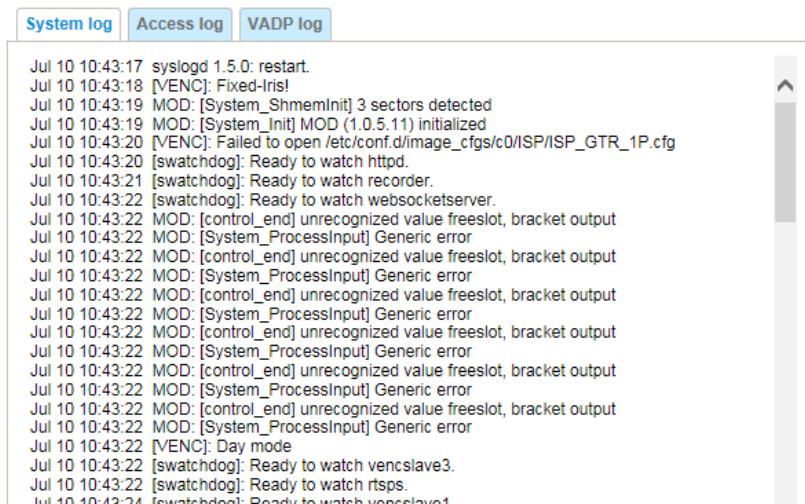 System log Access log VADP log
Jul 10 10:43:17 syslogd 1.5.0: restart.
Jul 10 10:43:18 [VENC]: Fixed-Iris!
Jul 10 10:43:19 MOD: [System_ShmemInit] 3 sectors detected
Jul 10 10:43:19 MOD: [System_Init] MOD (1.0.5.11) initialized
Jul 10 10:43:20 [VENC]: Failed to open /etc/conf.d/image_cfgs/c0/ISP/ISP_GTR_1P.cfg
Jul 10 10:43:20 [swatchdog]: Ready to watch httpd.
Jul 10 10:43:21 [swatchdog]: Ready to watch recorder.
Jul 10 10:43:22 [swatchdog]: Ready to watch websocketserver.
Jul 10 10:43:22 MOD: [control_end] unrecognized value freeslot, bracket output
Jul 10 10:43:22 MOD: [System_ProcessInput] Generic error
Jul 10 10:43:22 MOD: [control_end] unrecognized value freeslot, bracket output
Jul 10 10:43:22 MOD: [System_ProcessInput] Generic error
Jul 10 10:43:22 MOD: [control_end] unrecognized value freeslot, bracket output
Jul 10 10:43:22 MOD: [System_ProcessInput] Generic error
Jul 10 10:43:22 MOD: [control_end] unrecognized value freeslot, bracket output
Jul 10 10:43:22 MOD: [System_ProcessInput] Generic error
Jul 10 10:43:22 MOD: [control_end] unrecognized value freeslot, bracket output
Jul 10 10:43:22 MOD: [System_ProcessInput] Generic error
Jul 10 10:43:22 MOD: [control_end] unrecognized value freeslot, bracket output
Jul 10 10:43:22 MOD: [System_ProcessInput] Generic error
Jul 10 10:43:22 [VENC]: Day mode
Jul 10 10:43:22 [swatchdog]: Ready to watch vencslave3.
Jul 10 10:43:22 [swatchdog]: Ready to watch rtsps.
Jul 10 10:43:24 [swatchdog]: Ready to watch vencslave1.